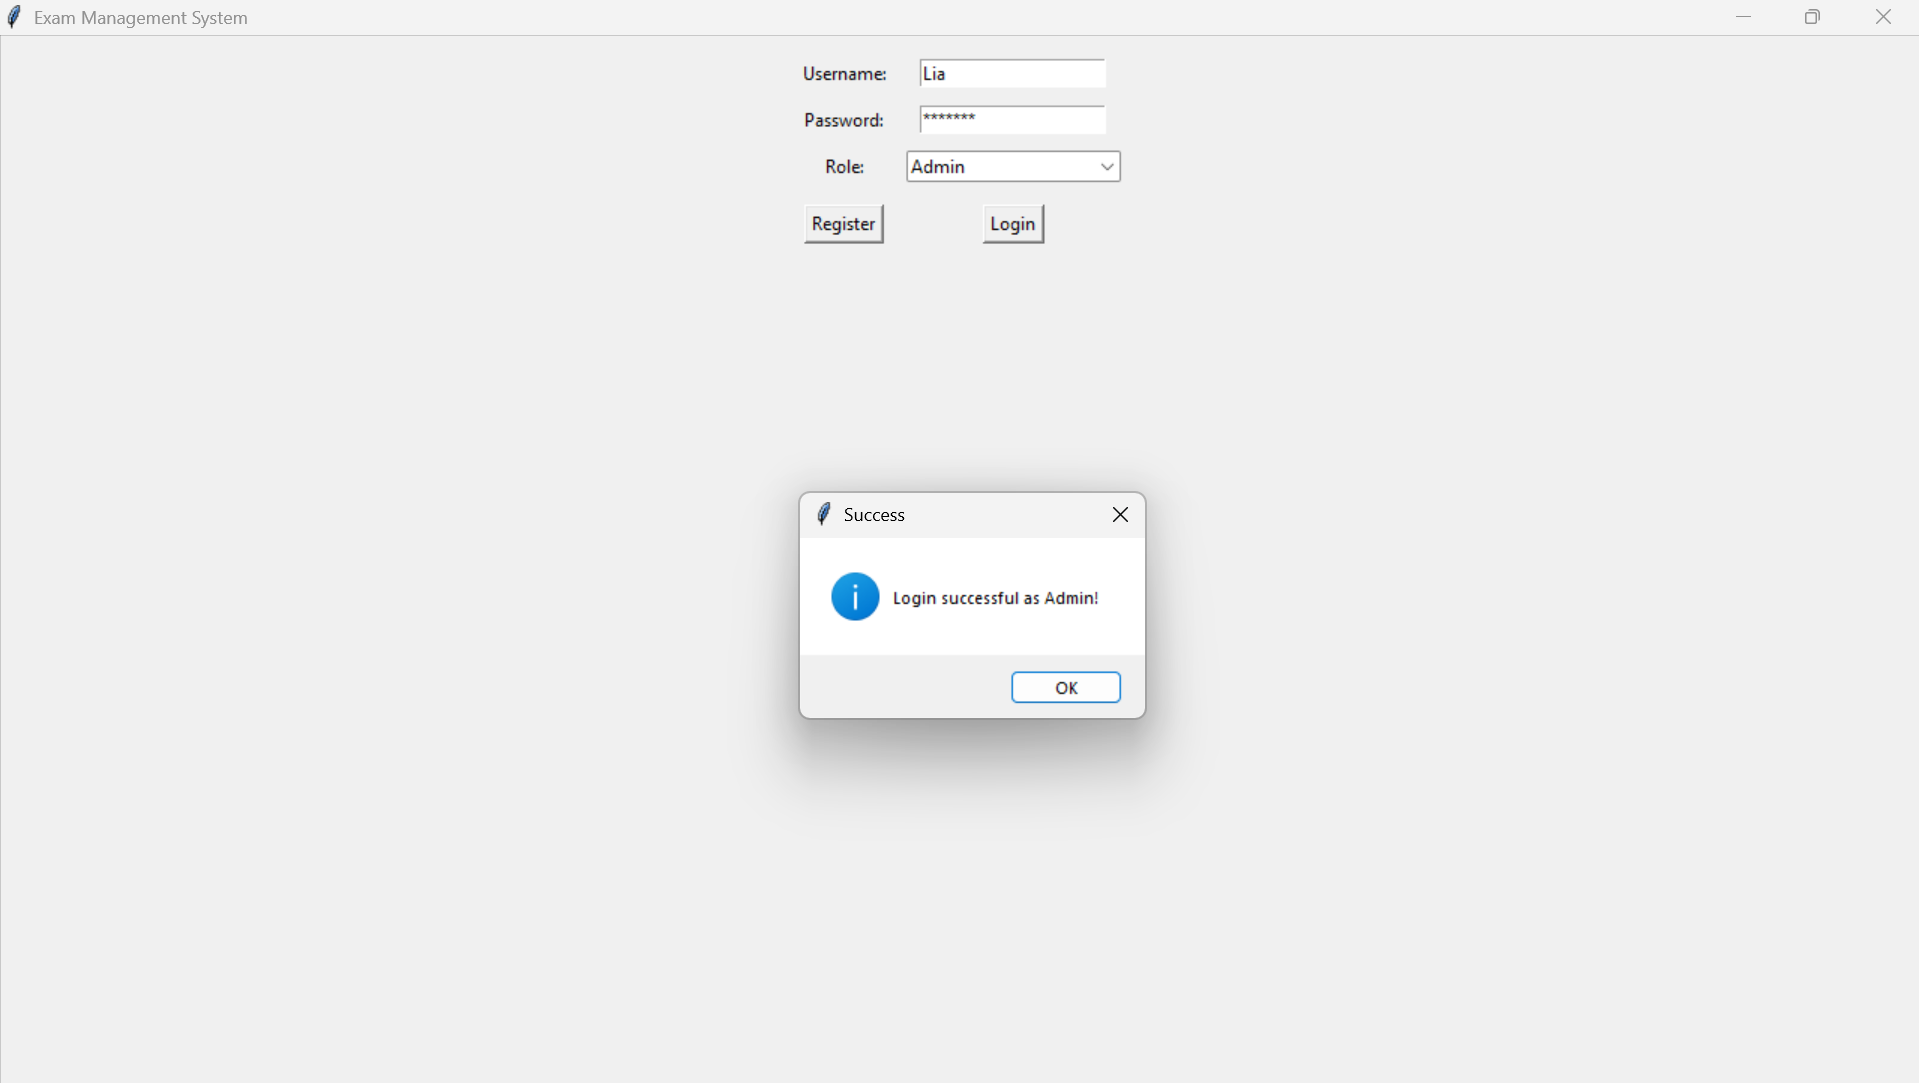 Exam Management System
Username: Lia
Password: *******
Role: Admin
Register Login
Success
Login successful as Admin!
OK